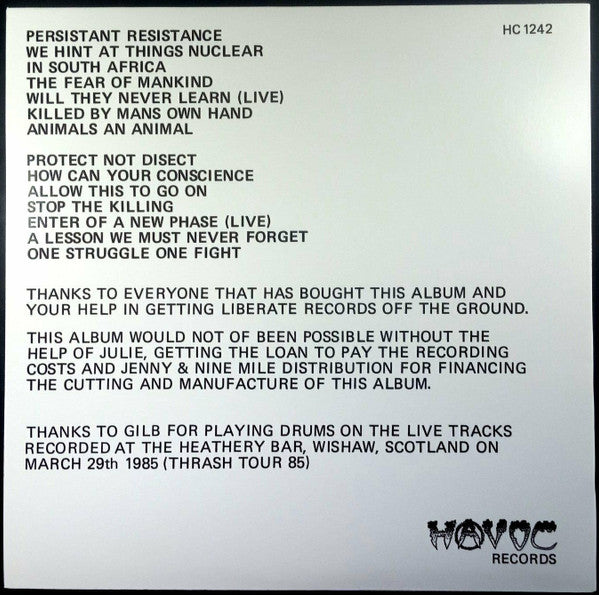 HC 1242
PERSISTANT RESISTANCE
WE HINT AT THINGS NUCLEAR
IN SOUTH AFRICA
THE FEAR OF MANKIND
WILL THEY NEVER LEARN (LIVE)
KILLED BY MANS OWN HAND
ANIMALS AN ANIMAL
PROTECT NOT DISECT
HOW CAN YOUR CONSCIENCE
ALLOW THIS TO GO ON
STOP THE KILLING
ENTER OF A NEW PHASE (LIVE)
A LESSON WE MUST NEVER FORGET
ONE STRUGGLE ONE FIGHT
THANKS TO EVERYONE THAT HAS BOUGHT THIS ALBUM AND
YOUR HELP IN GETTING LIBERATE RECORDS OFF THE GROUND.
THIS ALBUM WOULD NOT OF BEEN POSSIBLE WITHOUT THE
HELP OF JULIE, GETTING THE LOAN TO PAY THE RECORDING
COSTS AND JENNY & NINE MILE DISTRIBUTION FOR FINANCING
THE CUTTING AND MANUFACTURE OF THIS ALBUM.
THANKS TO GILB FOR PLAYING DRUMS ON THE LIVE TRACKS
RECORDED AT THE HEATHERY BAR, WISHAW, SCOTLAND ON
MARCH 29th 1985 (THRASH TOUR 85)
HAVOC
RECORDS